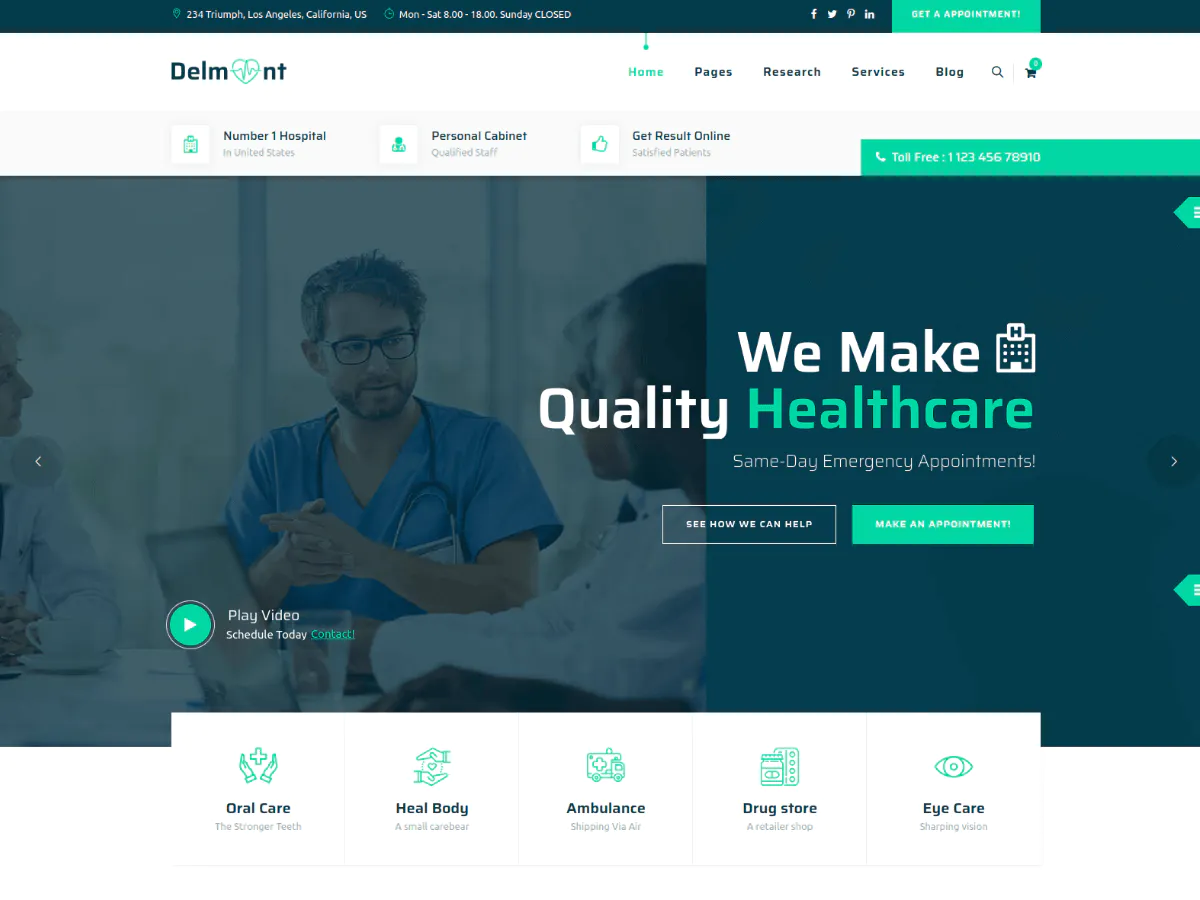 234 Triumph, Los Angeles, California, US
Mon - Sat 8.00 - 18.00. Sunday CLOSED
GET A APPOINTMENT!
Delmont
Home
Pages
Research
Services
Blog
0
Number 1 Hospital
In United States
Personal Cabinet
Qualified Staff
Get Result Online
Satisfied Patients
Toll Free : 1 123 456 78910
We Make
Quality Healthcare
Same-Day Emergency Appointments!
SEE HOW WE CAN HELP
MAKE AN APPOINTMENT!
Play Video
Schedule Today Contact!
Oral Care
The Stronger Teeth
Heal Body
A small carebear
Ambulance
Shipping Via Air
Drug store
A retailer shop
Eye Care
Sharping vision